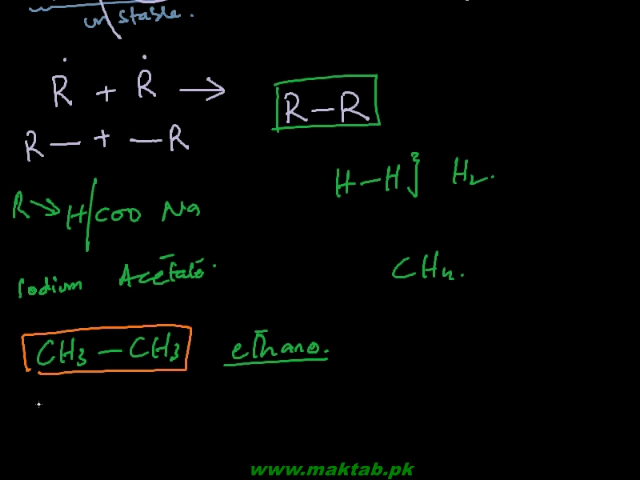 unstable.
Ṙ + Ṙ → R—R
R— + —R
H—H} H₂.
R → H/COO Na
Sodium Acetate.
CH₄.
CH₃—CH₃ ethane.
www.maktab.pk